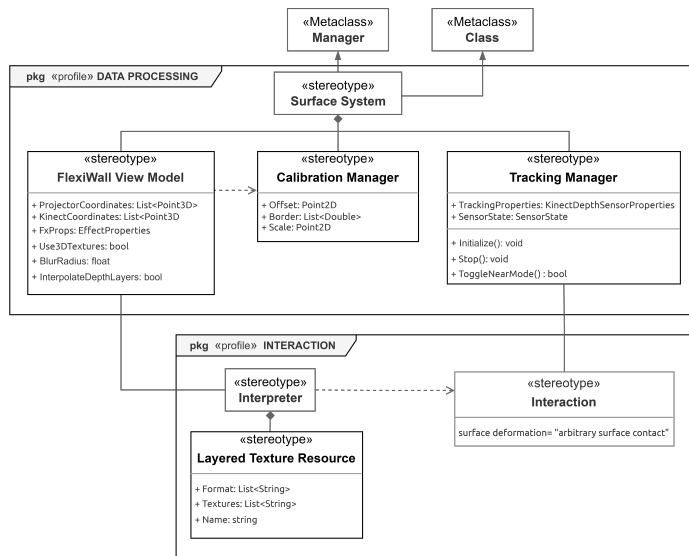 «Metaclass»
Manager
«Metaclass»
Class
pkg «profile» DATA PROCESSING
«stereotype»
Surface System
«stereotype»
FlexiWall View Model
+ ProjectorCoordinates: List<Point3D>
+ KinectCoordinates: List<Point3D
+ FxProps: EffectProperties
+ Use3DTextures: bool
+ BlurRadius: float
+ InterpolateDepthLayers: bool
«stereotype»
Calibration Manager
+ Offset: Point2D
+ Border: List<Double>
+ Scale: Point2D
«stereotype»
Tracking Manager
+ TrackingProperties: KinectDepthSensorProperties
+ SensorState: SensorState
+ Initialize(): void
+ Stop(): void
+ ToggleNearMode() : bool
pkg «profile» INTERACTION
«stereotype»
Interpreter
«stereotype»
Interaction
surface deformation= "arbitrary surface contact"
«stereotype»
Layered Texture Resource
+ Format: List<String>
+ Textures: List<String>
+ Name: string